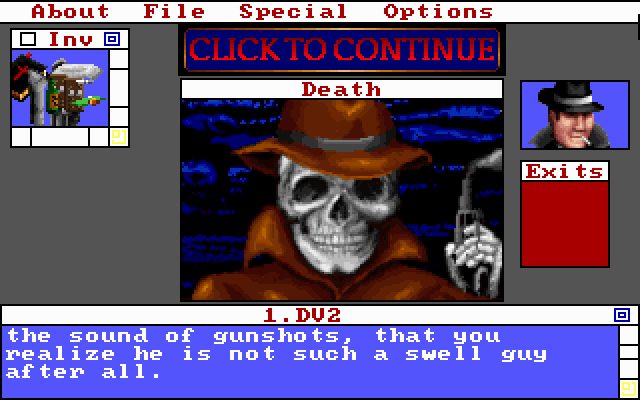 About File Special Options
Inv
CLICK TO CONTINUE
Death
Exits
1.DV2
the sound of gunshots, that you
realize he is not such a swell guy
after all.